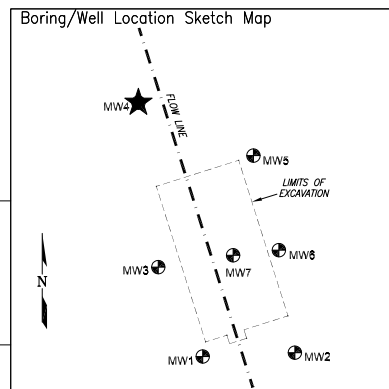 Boring/Well Location Sketch Map
MW4
FLOW LINE
MW5
LIMITS OF
EXCAVATION
MW3
MW7
MW6
N
MW1
MW2